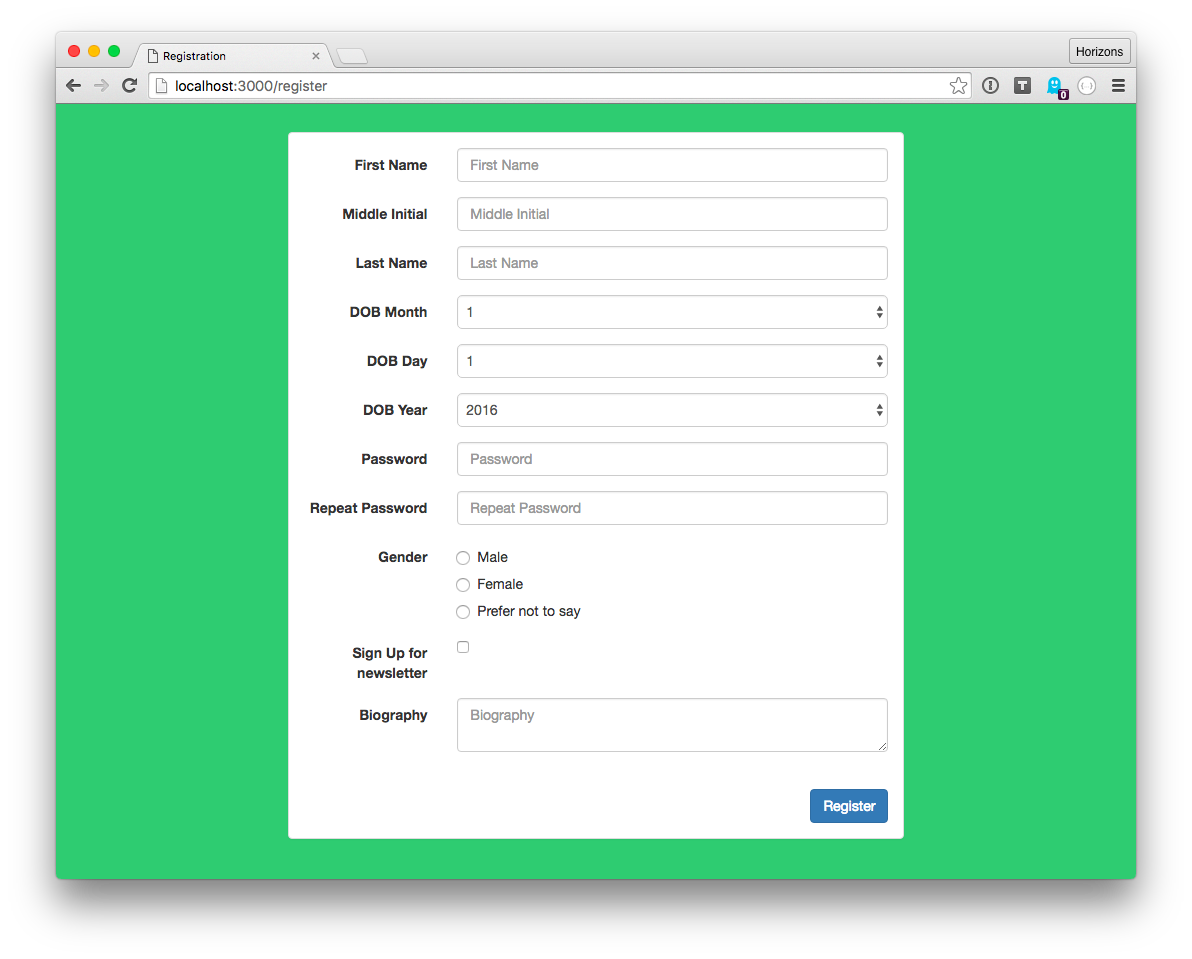 Registration
Horizons
localhost:3000/register
T
0
First Name First Name
Middle Initial Middle Initial
Last Name Last Name
DOB Month 1
DOB Day 1
DOB Year 2016
Password Password
Repeat Password Repeat Password
Gender Male
Female
Prefer not to say
Sign Up for
newsletter
Biography Biography
Register